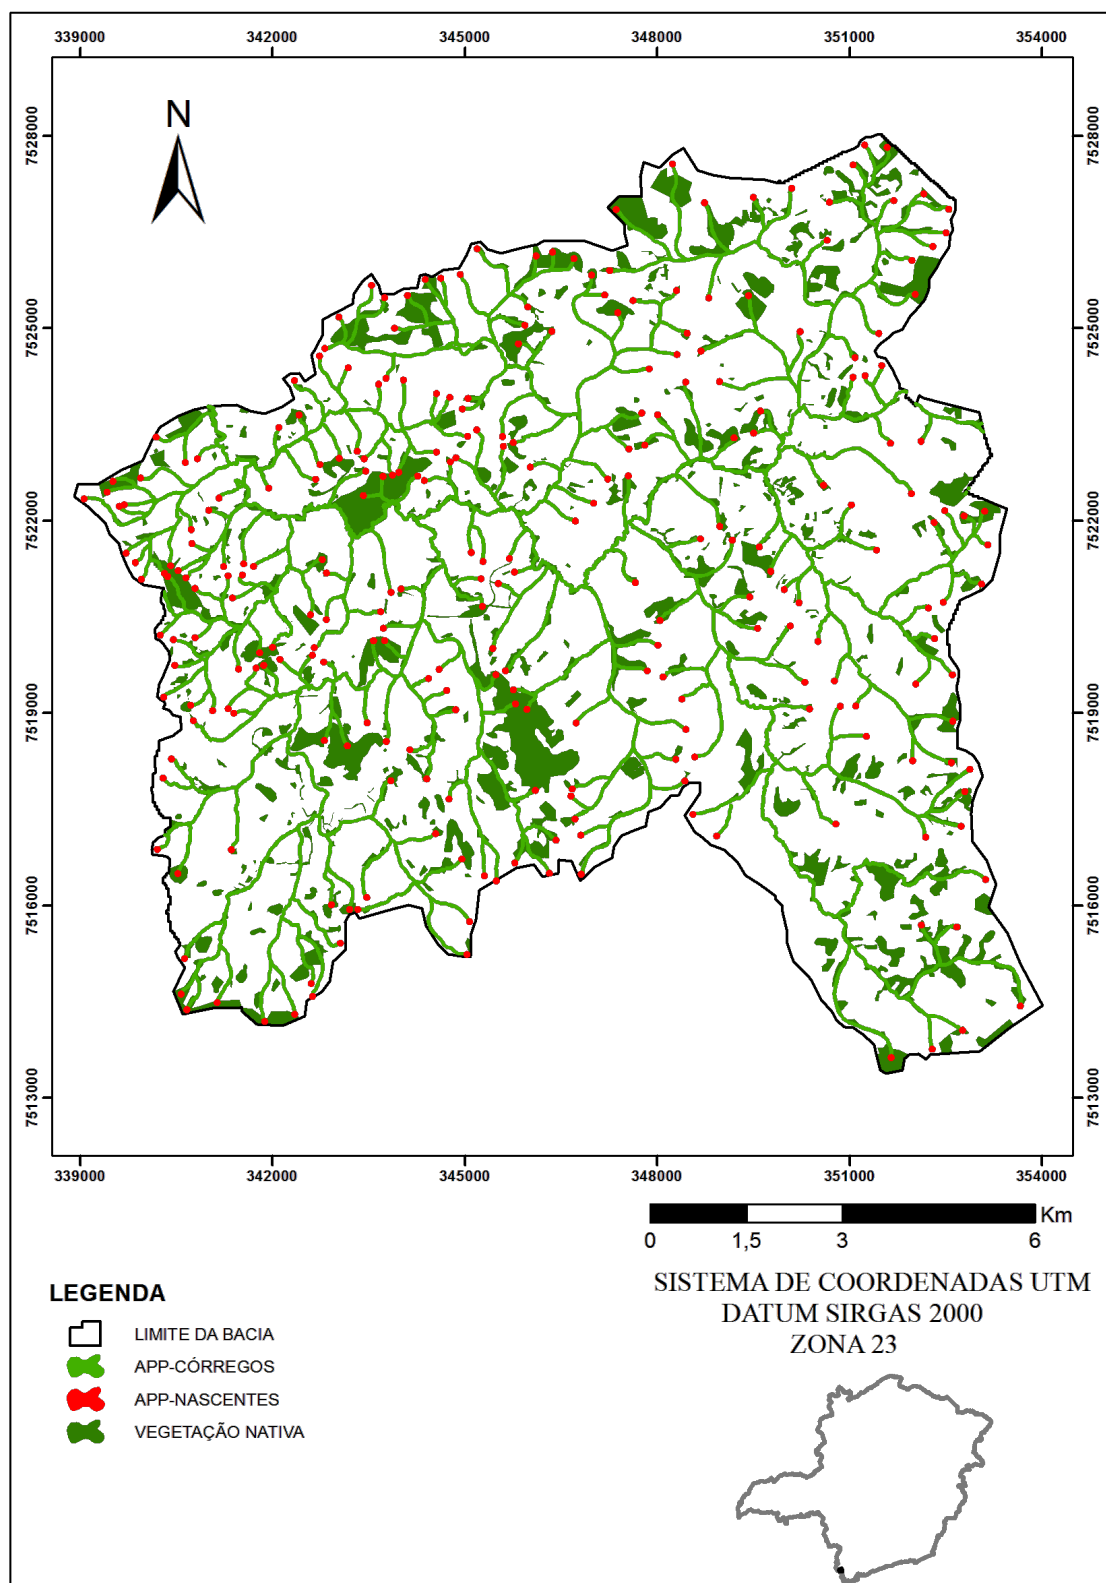 339000 342000 345000 348000 351000 354000
N
7528000 7528000
7525000 7525000
7522000 7522000
7519000 7519000
7516000 7516000
7513000 7513000
339000 342000 345000 348000 351000 354000
Km
0 1,5 3 6
SISTEMA DE COORDENADAS UTM
DATUM SIRGAS 2000
ZONA 23
LEGENDA
LIMITE DA BACIA
APP-CÓRREGOS
APP-NASCENTES
VEGETAÇÃO NATIVA